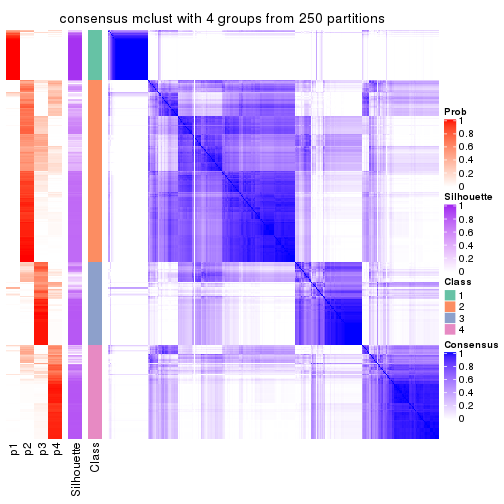 consensus mclust with 4 groups from 250 partitions
Prob
1
0.8
0.6
0.4
0.2
0
Silhouette
1
0.8
0.6
0.4
0.2
0
Class
1
2
3
4
Consensus
1
0.8
0.6
0.4
0.2
0
p1
p2
p3
p4
Silhouette
Class